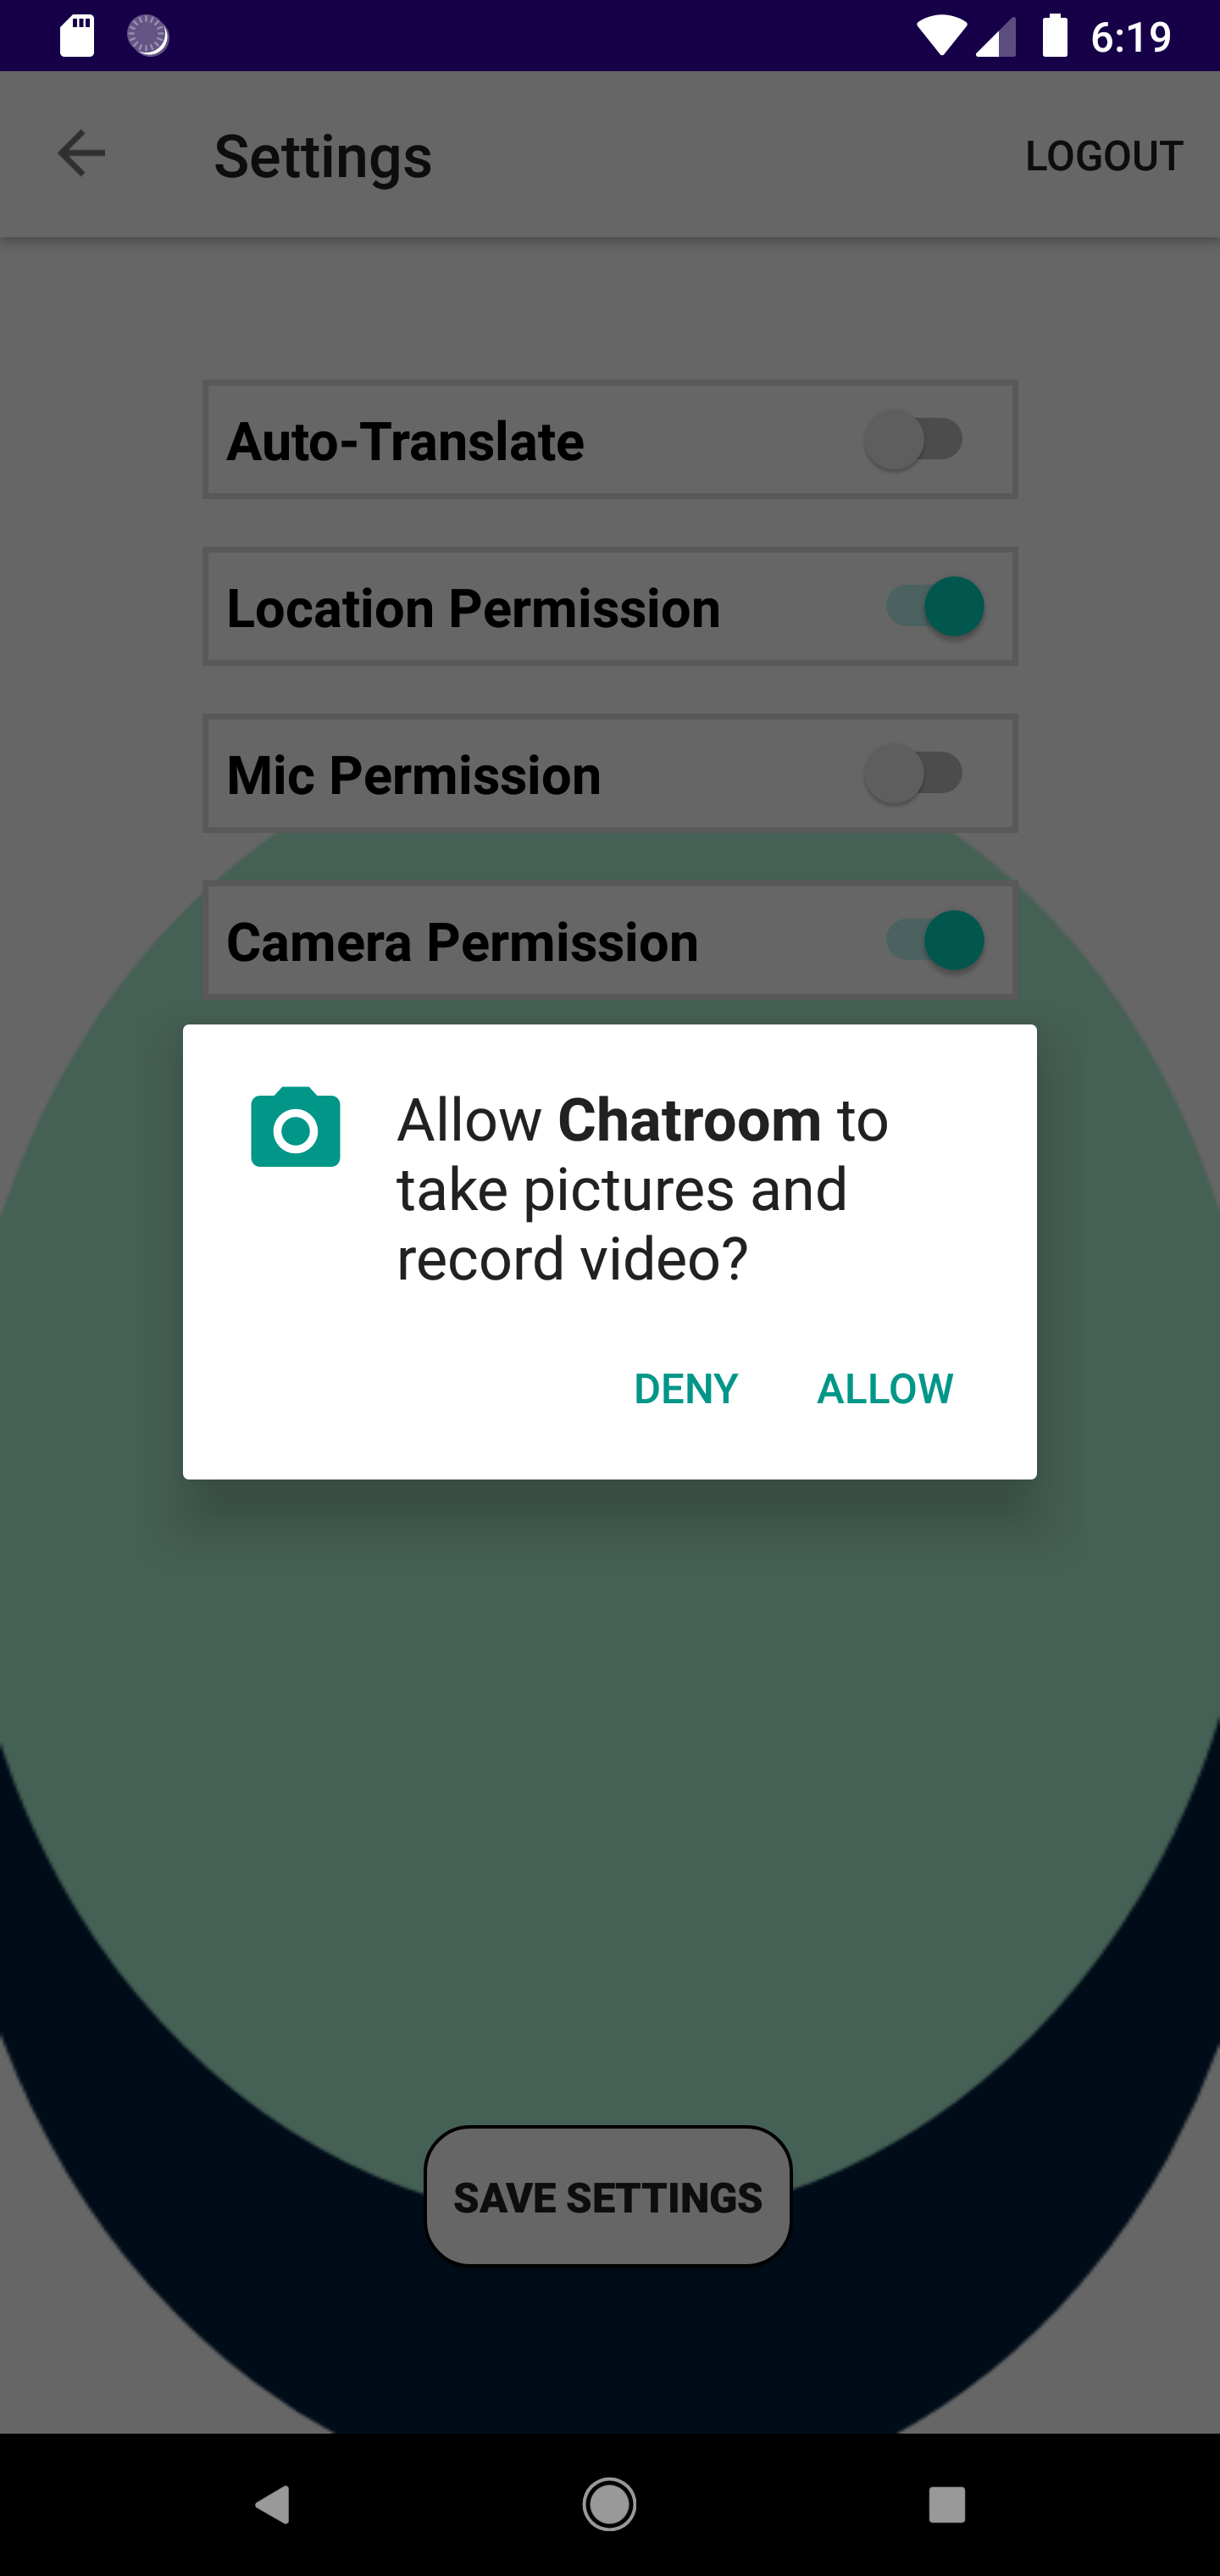 6:19
Settings
LOGOUT
Auto-Translate
Location Permission
Mic Permission
Camera Permission
Allow Chatroom to
take pictures and
record video?
DENY
ALLOW
SAVE SETTINGS